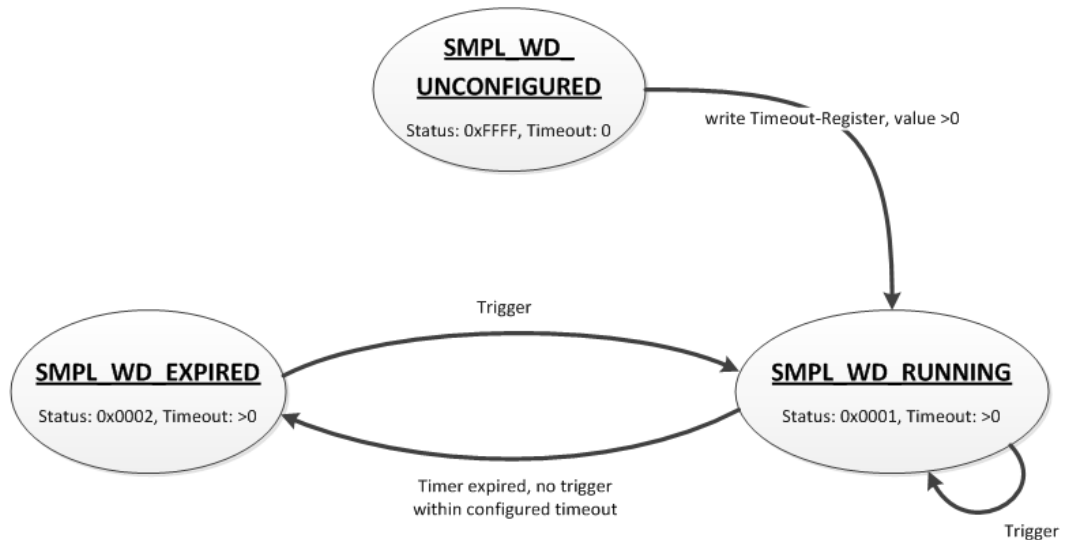 SMPL_WD_
UNCONFIGURED
Status: 0xFFFF, Timeout: 0
write Timeout-Register, value >0
Trigger
SMPL_WD_EXPIRED
Status: 0x0002, Timeout: >0
SMPL_WD_RUNNING
Status: 0x0001, Timeout: >0
Timer expired, no trigger
within configured timeout
Trigger